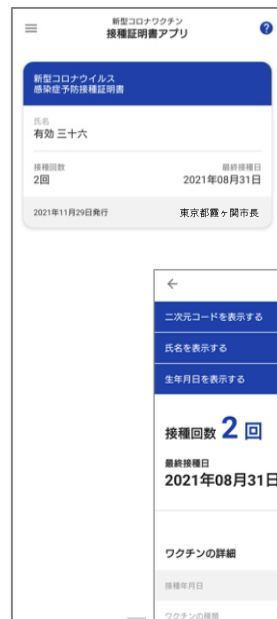 新型コロナワクチン
接種証明書アプリ
?
新型コロナウイルス
感染症予防接種証明書
氏名
有効 三十六
接種回数
最終接種日
2回
2021年08月31日
2021年11月29日発行
東京都霞ヶ関市長
二次元コードを表示する
氏名を表示する
生年月日を表示する
接種回数 2 回
最終接種日
2021年08月31日
ワクチンの詳細
接種年月日
ワクチンの種類